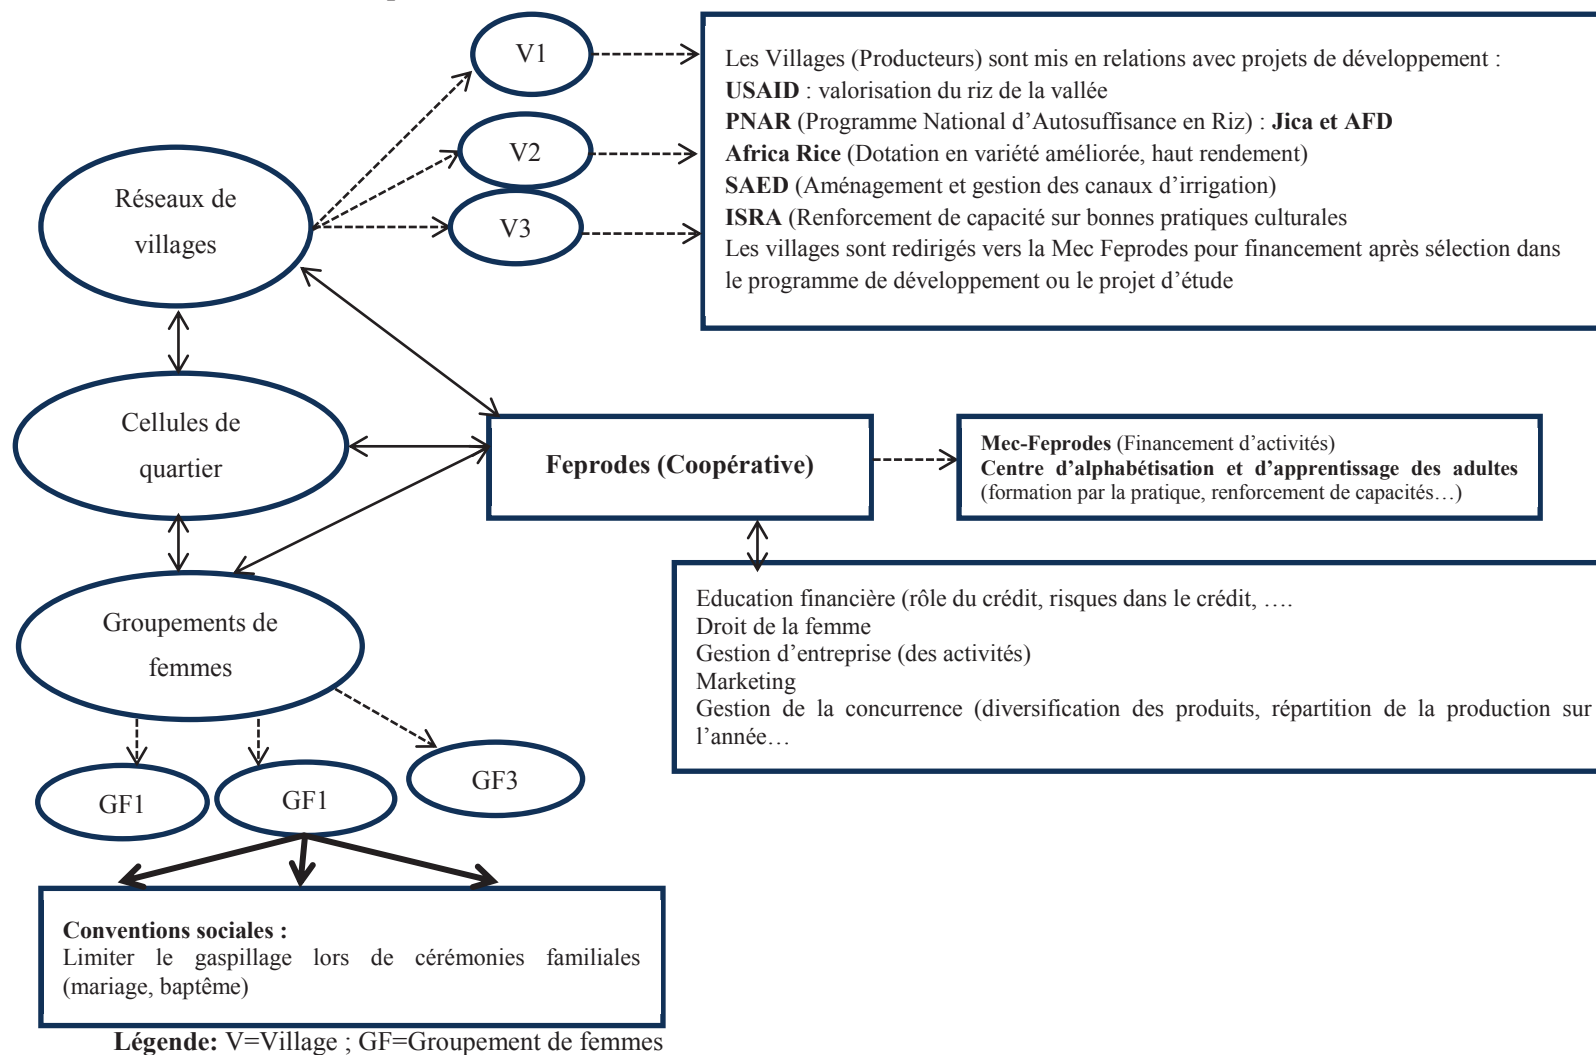 V1
V2
V3
Les Villages (Producteurs) sont mis en relations avec projets de développement :
USAID : valorisation du riz de la vallée
PNAR (Programme National d’Autosuffisance en Riz) : Jica et AFD
Africa Rice (Dotation en variété améliorée, haut rendement)
SAED (Aménagement et gestion des canaux d’irrigation)
ISRA (Renforcement de capacité sur bonnes pratiques culturales
Les villages sont redirigés vers la Mec Feprodes pour financement après sélection dans
le programme de développement ou le projet d’étude
Réseaux de
villages
Cellules de
quartier
Feprodes (Coopérative)
Mec-Feprodes (Financement d’activités)
Centre d’alphabétisation et d’apprentissage des adultes
(formation par la pratique, renforcement de capacités…)
Groupements de
femmes
Education financière (rôle du crédit, risques dans le crédit, ….
Droit de la femme
Gestion d’entreprise (des activités)
Marketing
Gestion de la concurrence (diversification des produits, répartition de la production sur
l’année…
GF1
GF1
GF3
Conventions sociales :
Limiter le gaspillage lors de cérémonies familiales
(mariage, baptême)
Légende: V=Village ; GF=Groupement de femmes